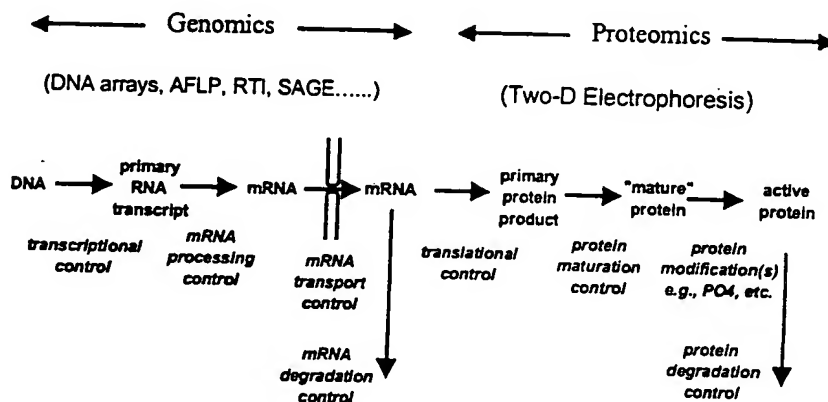 Genomics
Proteomics
(DNA arrays, AFLP, RTI, SAGE......)
(Two-D Electrophoresis)
DNA
primary
RNA
transcript
mRNA
mRNA
primary
protein
product
"mature"
protein
active
protein
transcriptional
control
mRNA
processing
control
mRNA
transport
control
translational
control
protein
maturation
control
protein
modification(s)
e.g., PO4, etc.
mRNA
degradation
control
protein
degradation
control